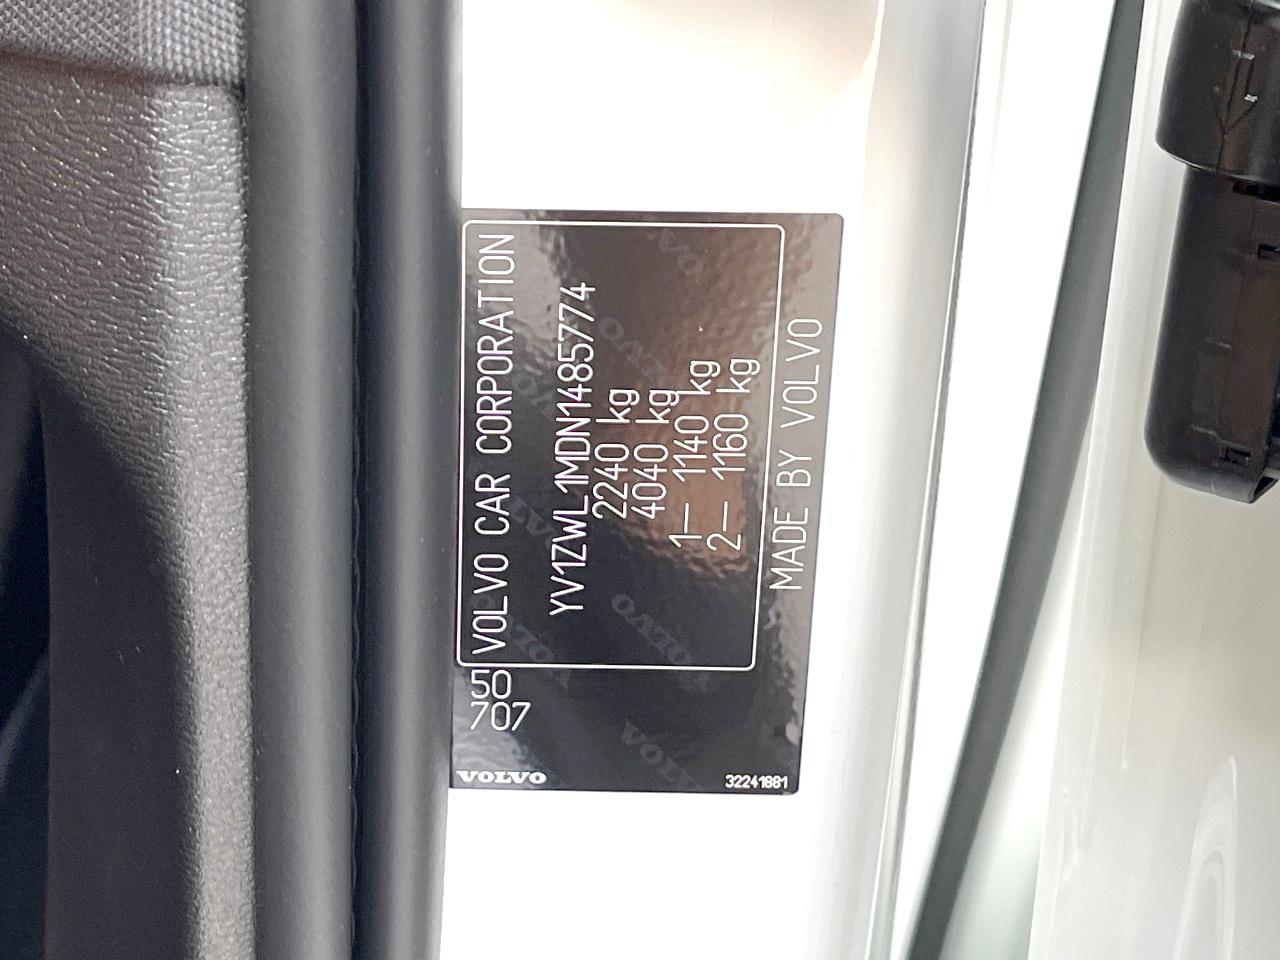 VOLVO CAR CORPORATION
YV1ZWL1MDN1485774
2240 kg
4040 kg
1— 1140 kg
2— 1160 kg
MADE BY VOLVO
50
707
VOLVO
32241881